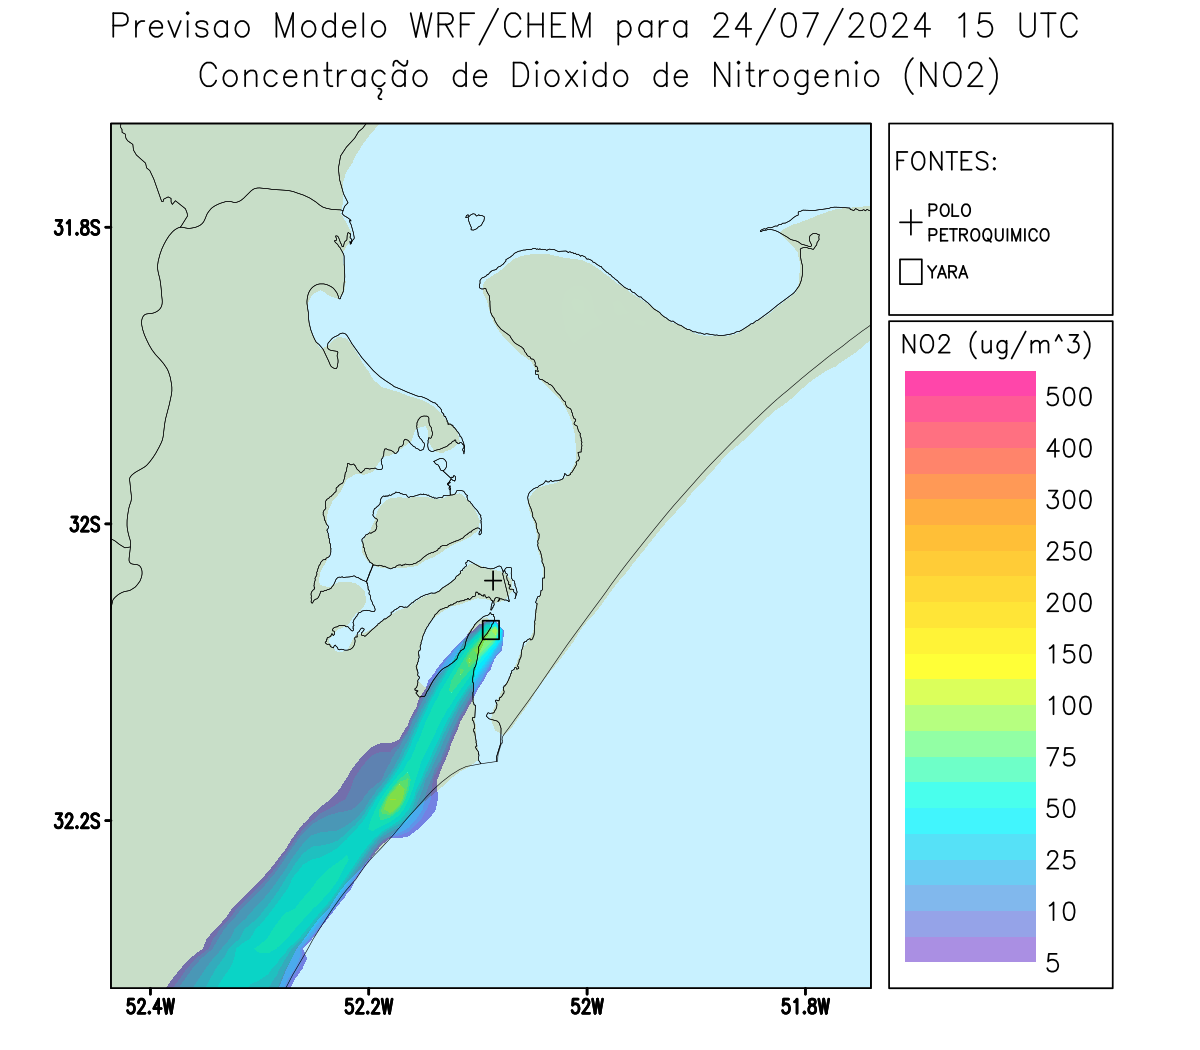 Previsao Modelo WRF/CHEM para 24/07/2024 15 UTC
Concentração de Dioxido de Nitrogenio (NO2)
FONTES:
POLO
PETROQUIMICO
YARA
NO2 (ug/m^3)
500
400
300
250
200
150
100
75
50
25
10
5
31.8S
32S
32.2S
52.4W
52.2W
52W
51.8W